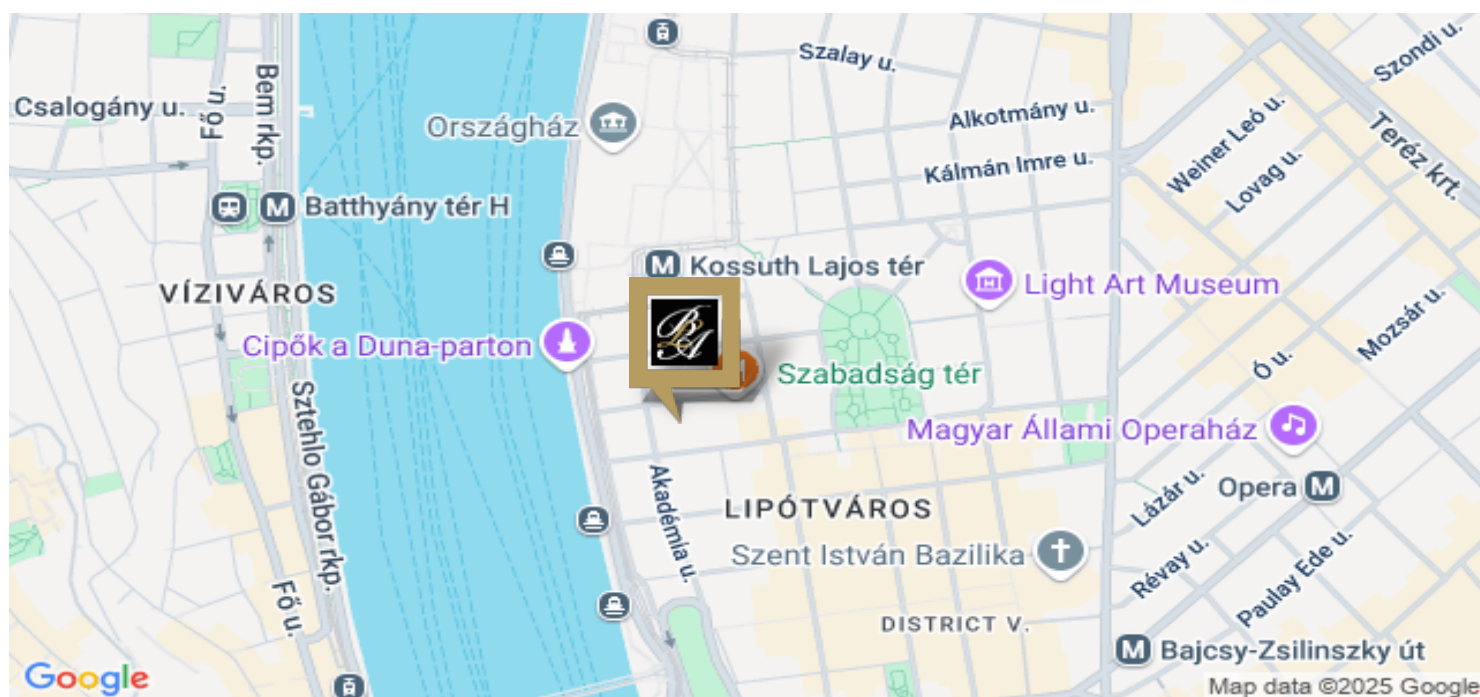 Szalay u.
Szondi u.
Csalogány u.
Fő u.
Bem rkp.
Országház
Alkotmány u.
Weiner Leó u.
Teréz krt.
Kálmán Imre u.
Lovag u.
M Batthyány tér H
M Kossuth Lajos tér
VÍZIVÁROS
Light Art Museum
Mozsár u.
Cipők a Duna-parton
BLA
Szabadság tér
Ó u.
Sztehlo Gábor rkp.
Magyar Állami Operaház
Akadémia u.
LIPÓTVÁROS
Lázár u.
Opera M
Szent István Bazilika
Révay u.
Paulay Ede u.
Fő u.
DISTRICT V.
M Bajcsy-Zsilinszky út
Google
Map data ©2025 Google